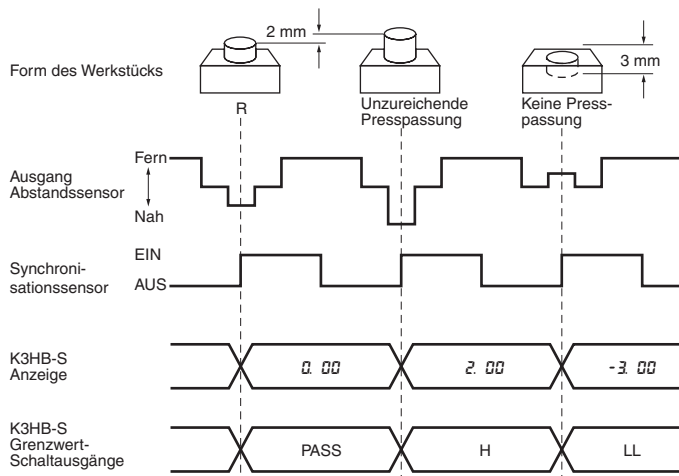 2 mm
3 mm
Form des Werkstücks
R
Unzureichende
Presspassung
Keine Press-
passung
Fern
Ausgang
Abstandssensor
Nah
EIN
Synchroni-
sationssensor
AUS
K3HB-S
Anzeige
0. 00
2. 00
-3. 00
K3HB-S
Grenzwert-
Schaltausgänge
PASS
H
LL